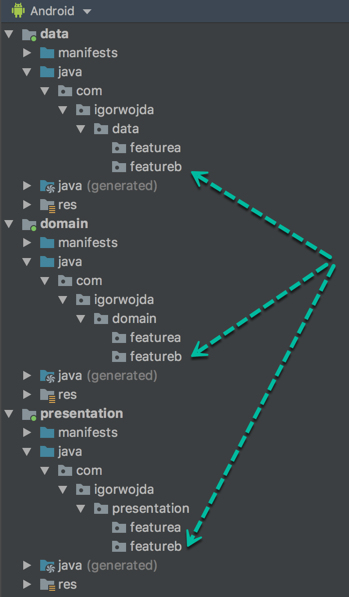 Android
data
manifests
java
com
igorwojda
data
featurea
featureb
java (generated)
res
domain
manifests
java
com
igorwojda
domain
featurea
featureb
java (generated)
res
presentation
manifests
java
com
igorwojda
presentation
featurea
featureb
java (generated)
res